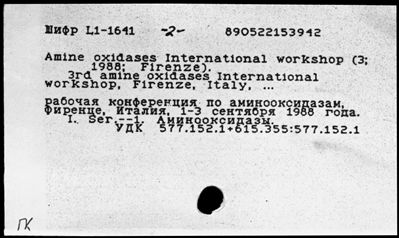 Шифр L1-1641 -2- 890522153942
Amine oxidases International workshop (3;
1988; Firenze).
3rd amine oxidases International
workshop, Firenze, Italy, ...
рабочая конференция по аминооксидазам,
Фиренце, Италия, 1-3 сентября 1988 года.
I. Ser.--1. Аминооксидазы.
УДК 577.152.1+615.355:577.152.1
ГК